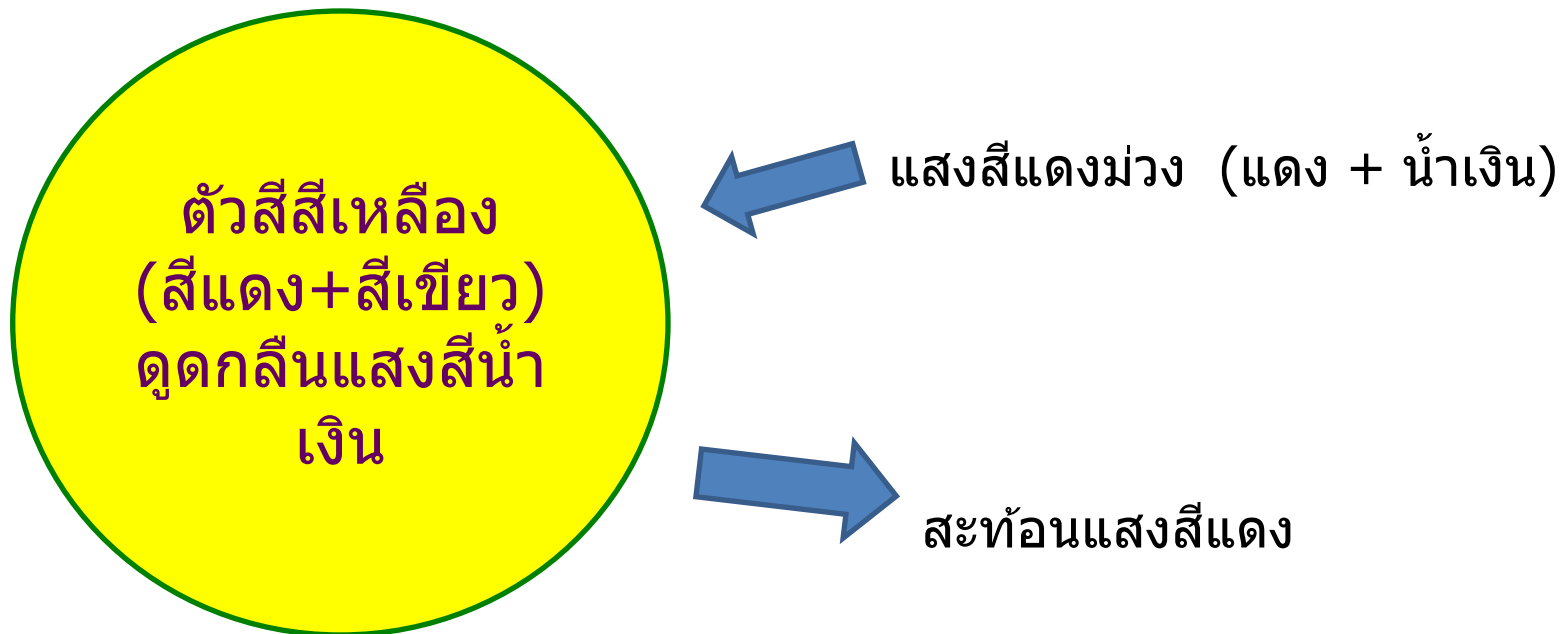 แสงสีแดงม่วง (แดง + น้ำเงิน)
ตัวสีสีเหลือง
(สีแดง+สีเขียว)
ดูดกลืนแสงสีน้ำ
เงิน
สะท้อนแสงสีแดง